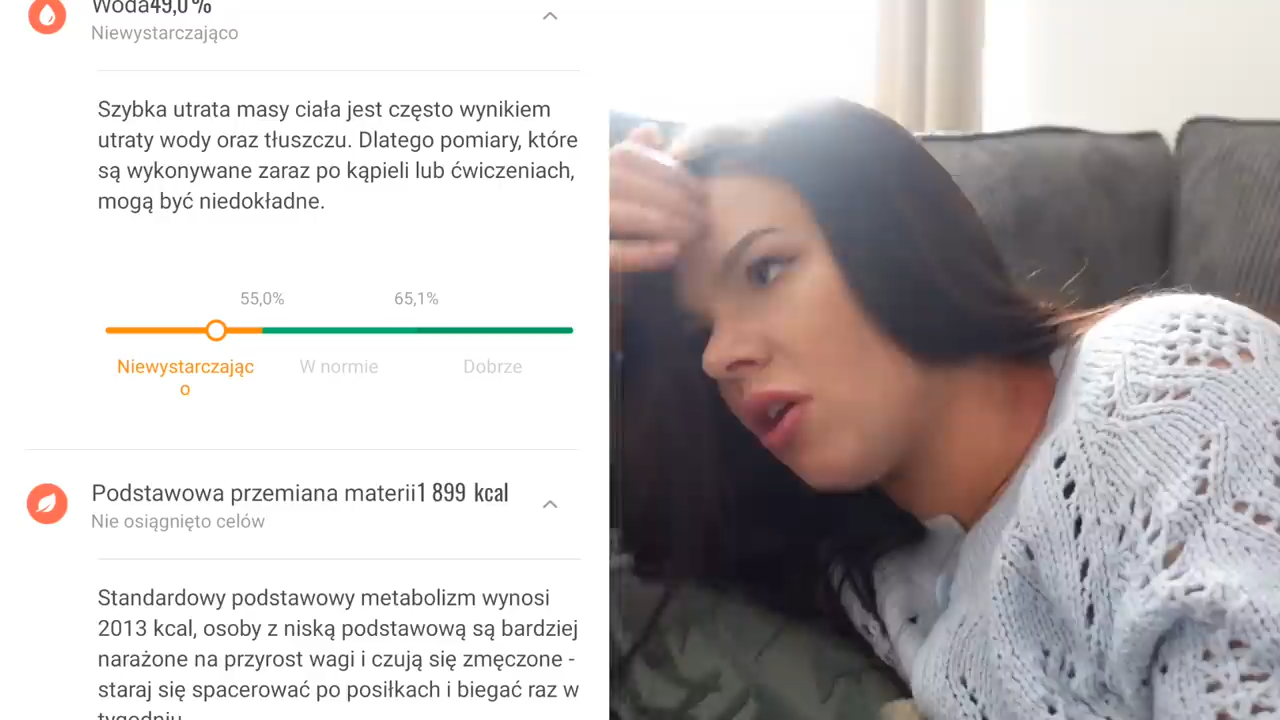 Woda49,0 %
Niewystarczająco
Szybka utrata masy ciała jest często wynikiem
utraty wody oraz tłuszczu. Dlatego pomiary, które
są wykonywane zaraz po kąpieli lub ćwiczeniach,
mogą być niedokładne.
55,0% 65,1%
Niewystarczając
o
W normie
Dobrze
Podstawowa przemiana materii1 899 kcal
Nie osiągnięto celów
Standardowy podstawowy metabolizm wynosi
2013 kcal, osoby z niską podstawową są bardziej
narażone na przyrost wagi i czują się zmęczone -
staraj się spacerować po posiłkach i biegać raz w
tygodniu